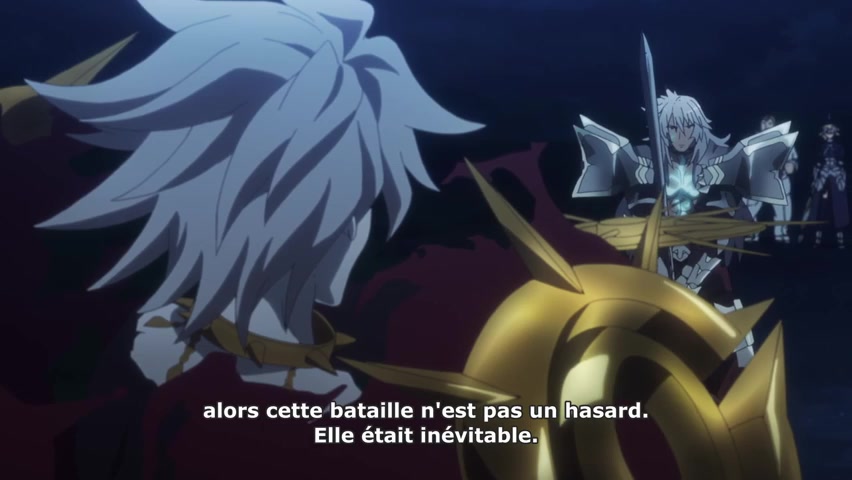 alors cette bataille n'est pas un hasard.
Elle était inévitable.